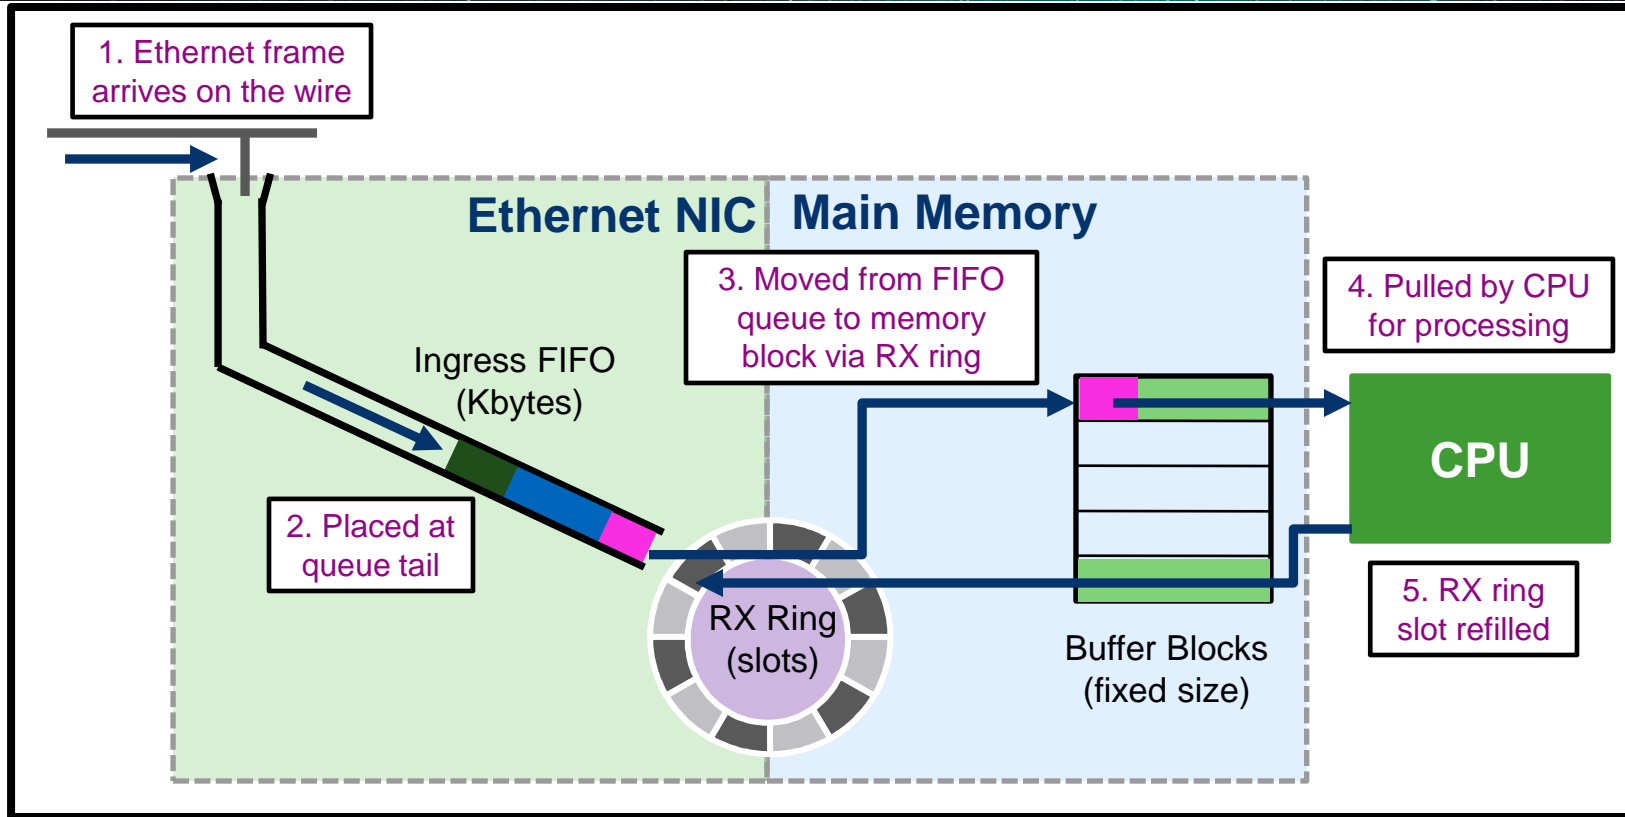 1. Ethernet frame
arrives on the wire
Ethernet NIC
Main Memory
3. Moved from FIFO
queue to memory
block via RX ring
4. Pulled by CPU
for processing
Ingress FIFO
(Kbytes)
CPU
2. Placed at
queue tail
RX Ring
(slots)
Buffer Blocks
(fixed size)
5. RX ring
slot refilled